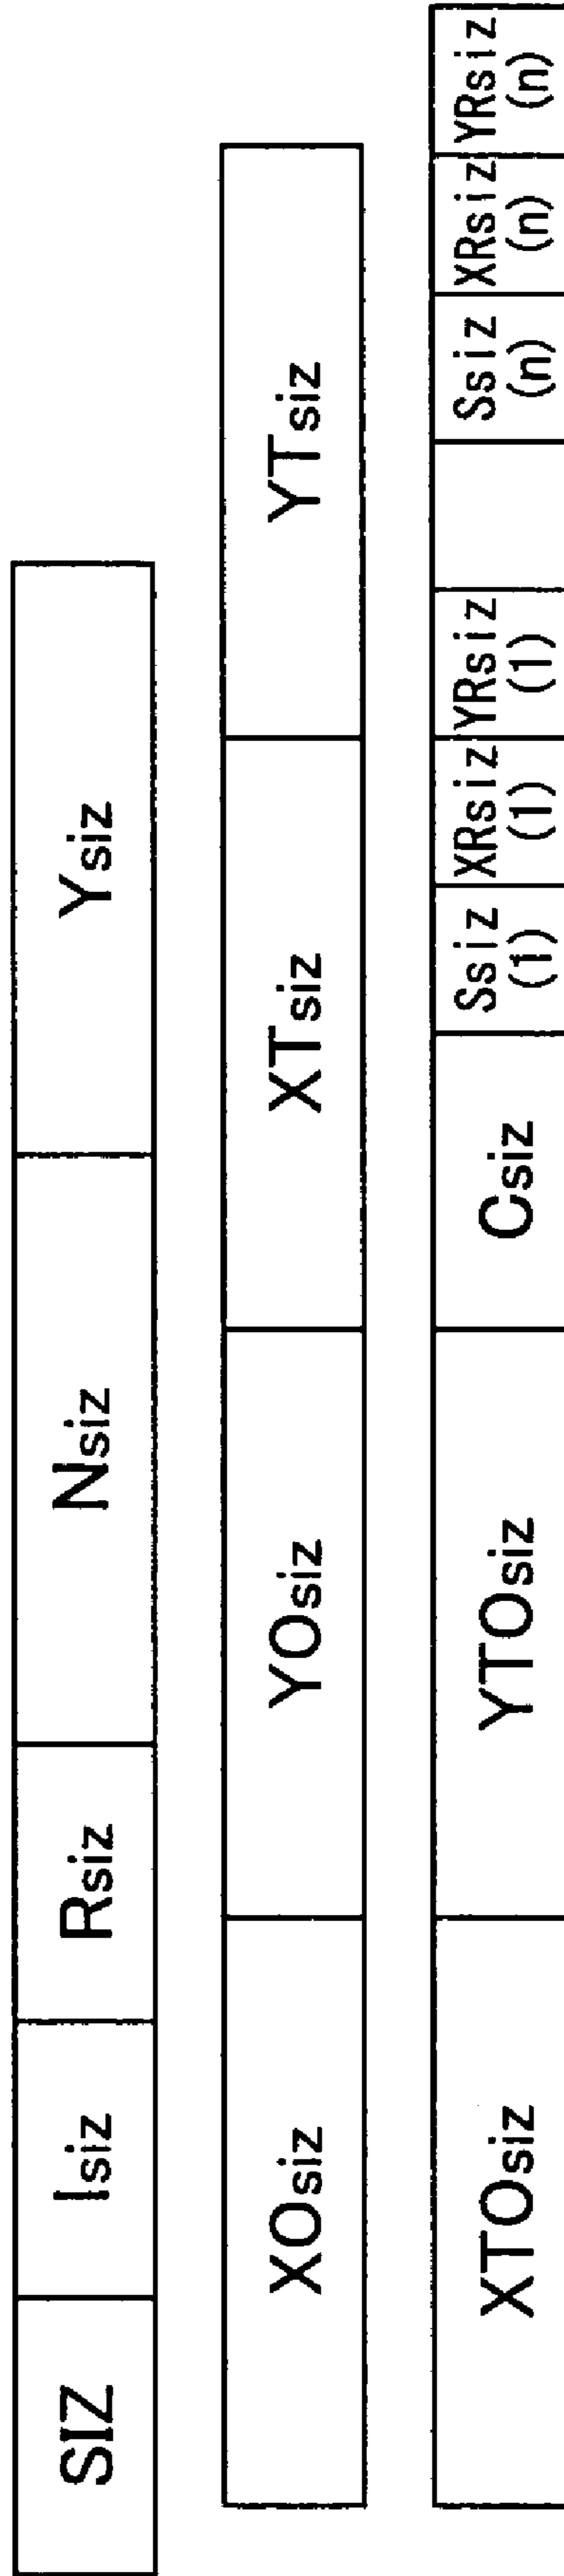 SIZ Isiz Rsiz Nsiz Ysiz
XOsiz YOsiz XTsiz YTsiz
XTOsiz YTOsiz Csiz Ssiz (1) XRsiz (1) YRsiz (1) Ssiz (n) XRsiz (n) YRsiz (n)